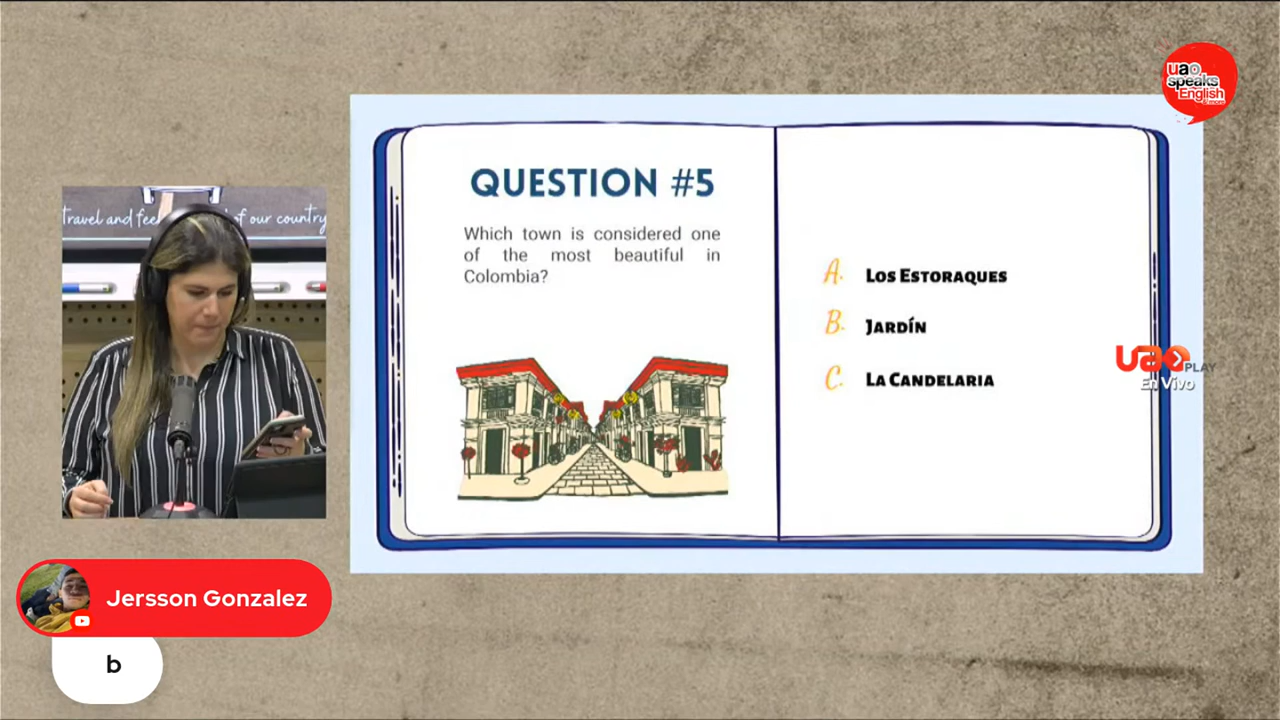 uao
speaks
English
travel and fee
of our country
QUESTION #5
Which town is considered one
of the most beautiful in
Colombia?
A. LOS ESTORAQUES
B. JARDÍN
C. LA CANDELARIA
uao PLAY
En Vivo
Jersson Gonzalez
b